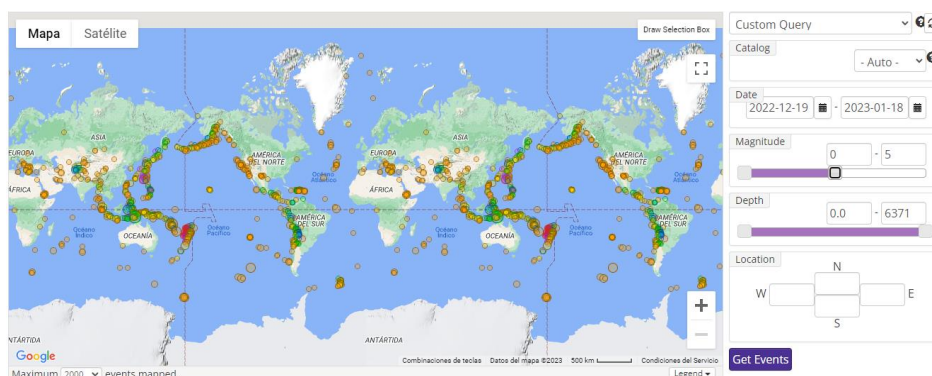 Mapa Satélite
Draw Selection Box
EUROPA
ASIA
ÁFRICA
AMÉRICA
DEL NORTE
Océano
Atlántico
Océano
Índico
OCEANÍA
Océano
Pacífico
AMÉRICA
DEL SUR
ANTÁRTIDA
EUROPA
ASIA
ÁFRICA
AMÉRICA
DEL NORTE
Océano
Atlántico
Océano
Índico
OCEANÍA
Océano
Pacífico
AMÉRICA
DEL SUR
ANTÁRTIDA
Google
Combinaciones de teclas Datos del mapa ©2023 500 km Condiciones del Servicio
Maximum 2000 events mapped
Legend
Custom Query
Catalog
- Auto -
Date
2022-12-19 - 2023-01-18
Magnitude
0 - 5
Depth
0.0 - 6371
Location
N
W E
S
Get Events